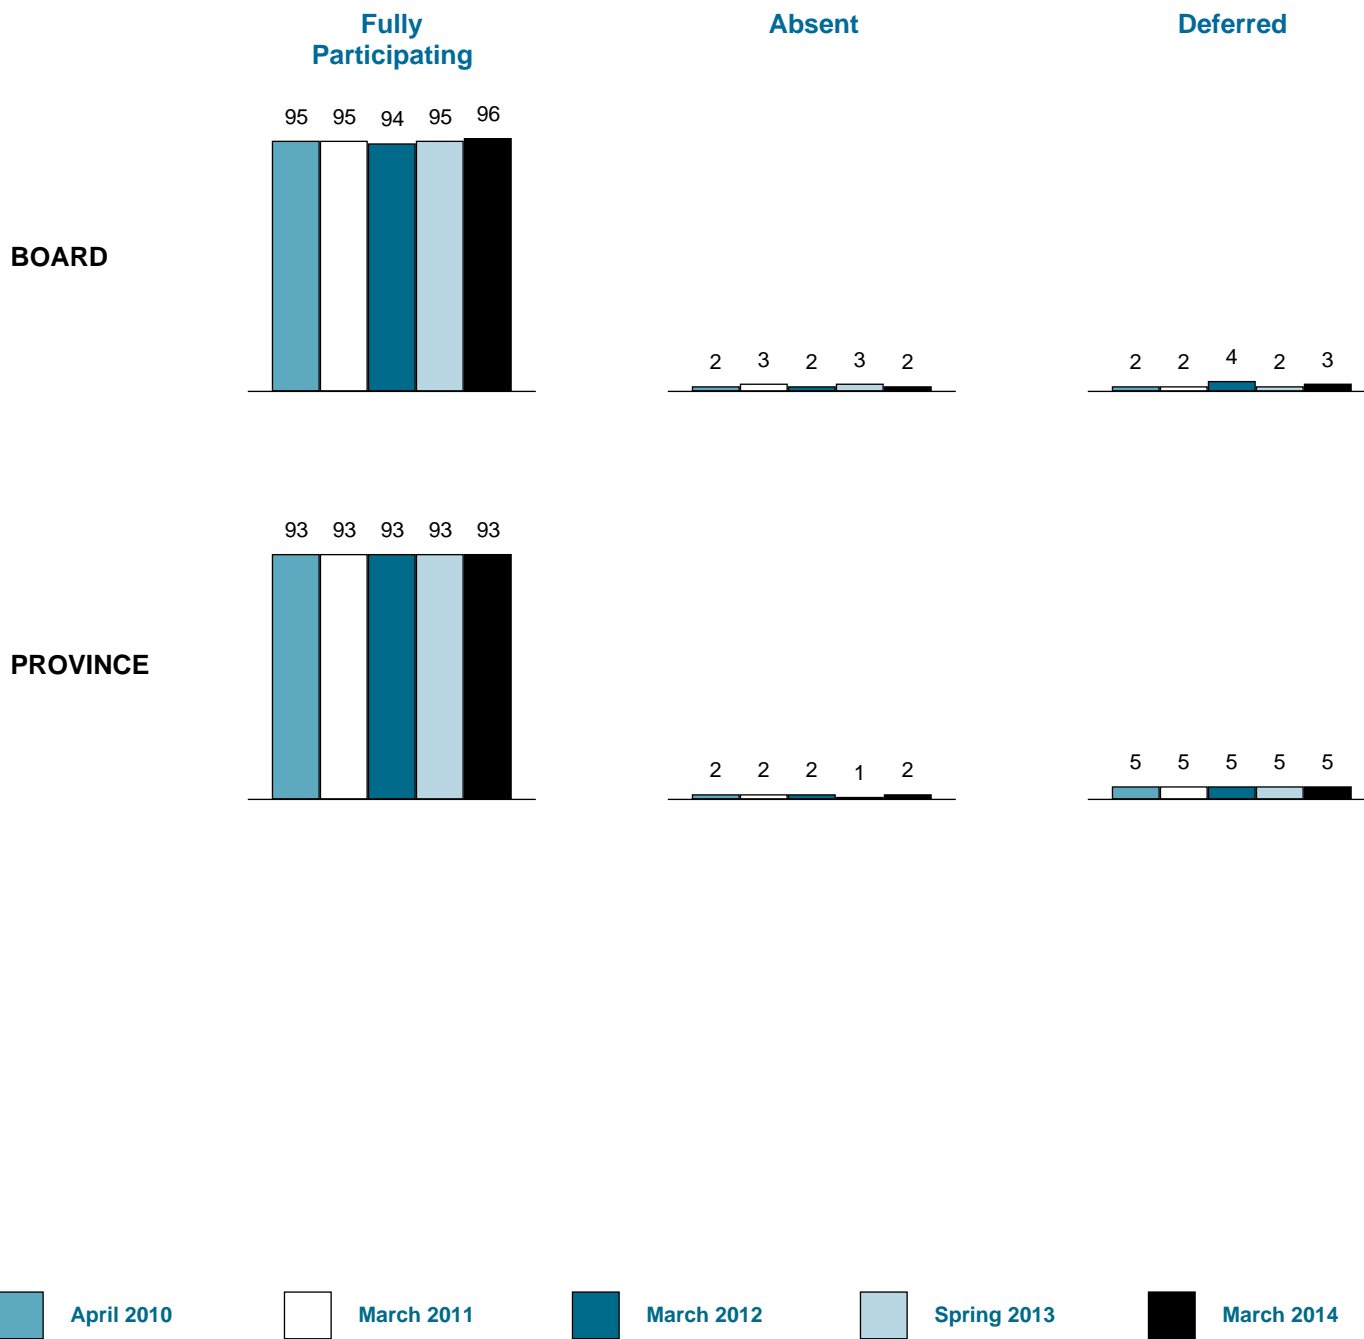 Fully
Participating
Absent
Deferred
BOARD
95 95 94 95 96
2 3 2 3 2
2 2 4 2 3
PROVINCE
93 93 93 93 93
2 2 2 1 2
5 5 5 5 5
April 2010
March 2011
March 2012
Spring 2013
March 2014